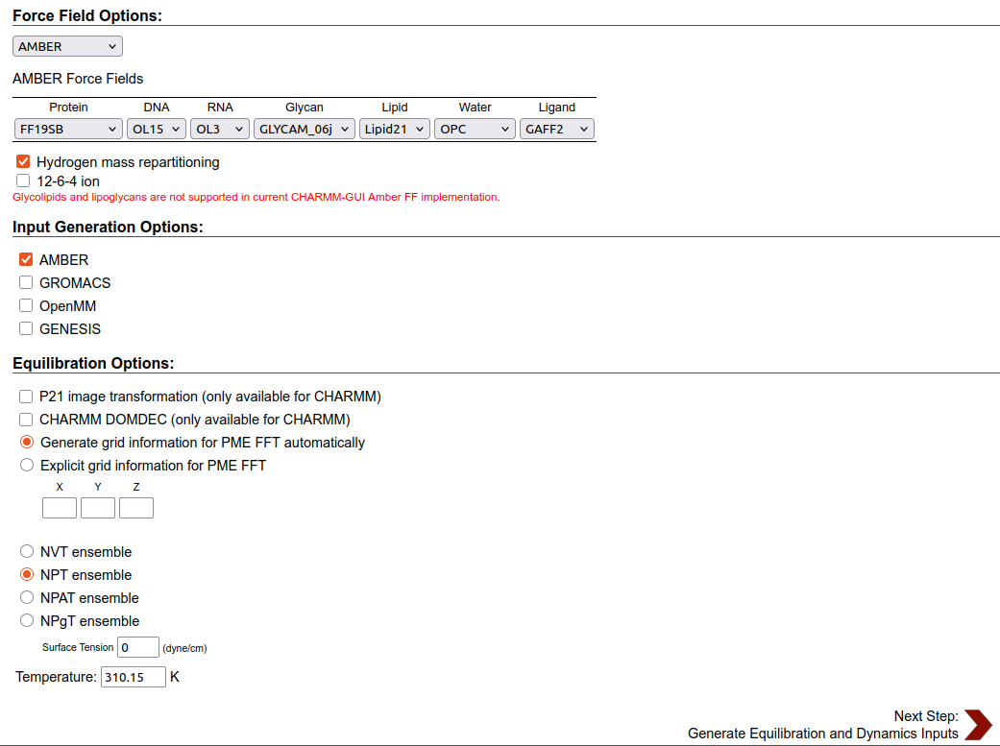 Force Field Options:
AMBER
AMBER Force Fields
Protein DNA RNA Glycan Lipid Water Ligand
FF19SB OL15 OL3 GLYCAM_06j Lipid21 OPC GAFF2
Hydrogen mass repartitioning
12-6-4 ion
Glycolipids and lipoglycans are not supported in current CHARMM-GUI Amber FF implementation.
Input Generation Options:
AMBER
GROMACS
OpenMM
GENESIS
Equilibration Options:
P21 image transformation (only available for CHARMM)
CHARMM DOMDEC (only available for CHARMM)
Generate grid information for PME FFT automatically
Explicit grid information for PME FFT
X Y Z
NVT ensemble
NPT ensemble
NPAT ensemble
NPgT ensemble
Surface Tension 0 (dyne/cm)
Temperature: 310.15 K
Next Step:
Generate Equilibration and Dynamics Inputs